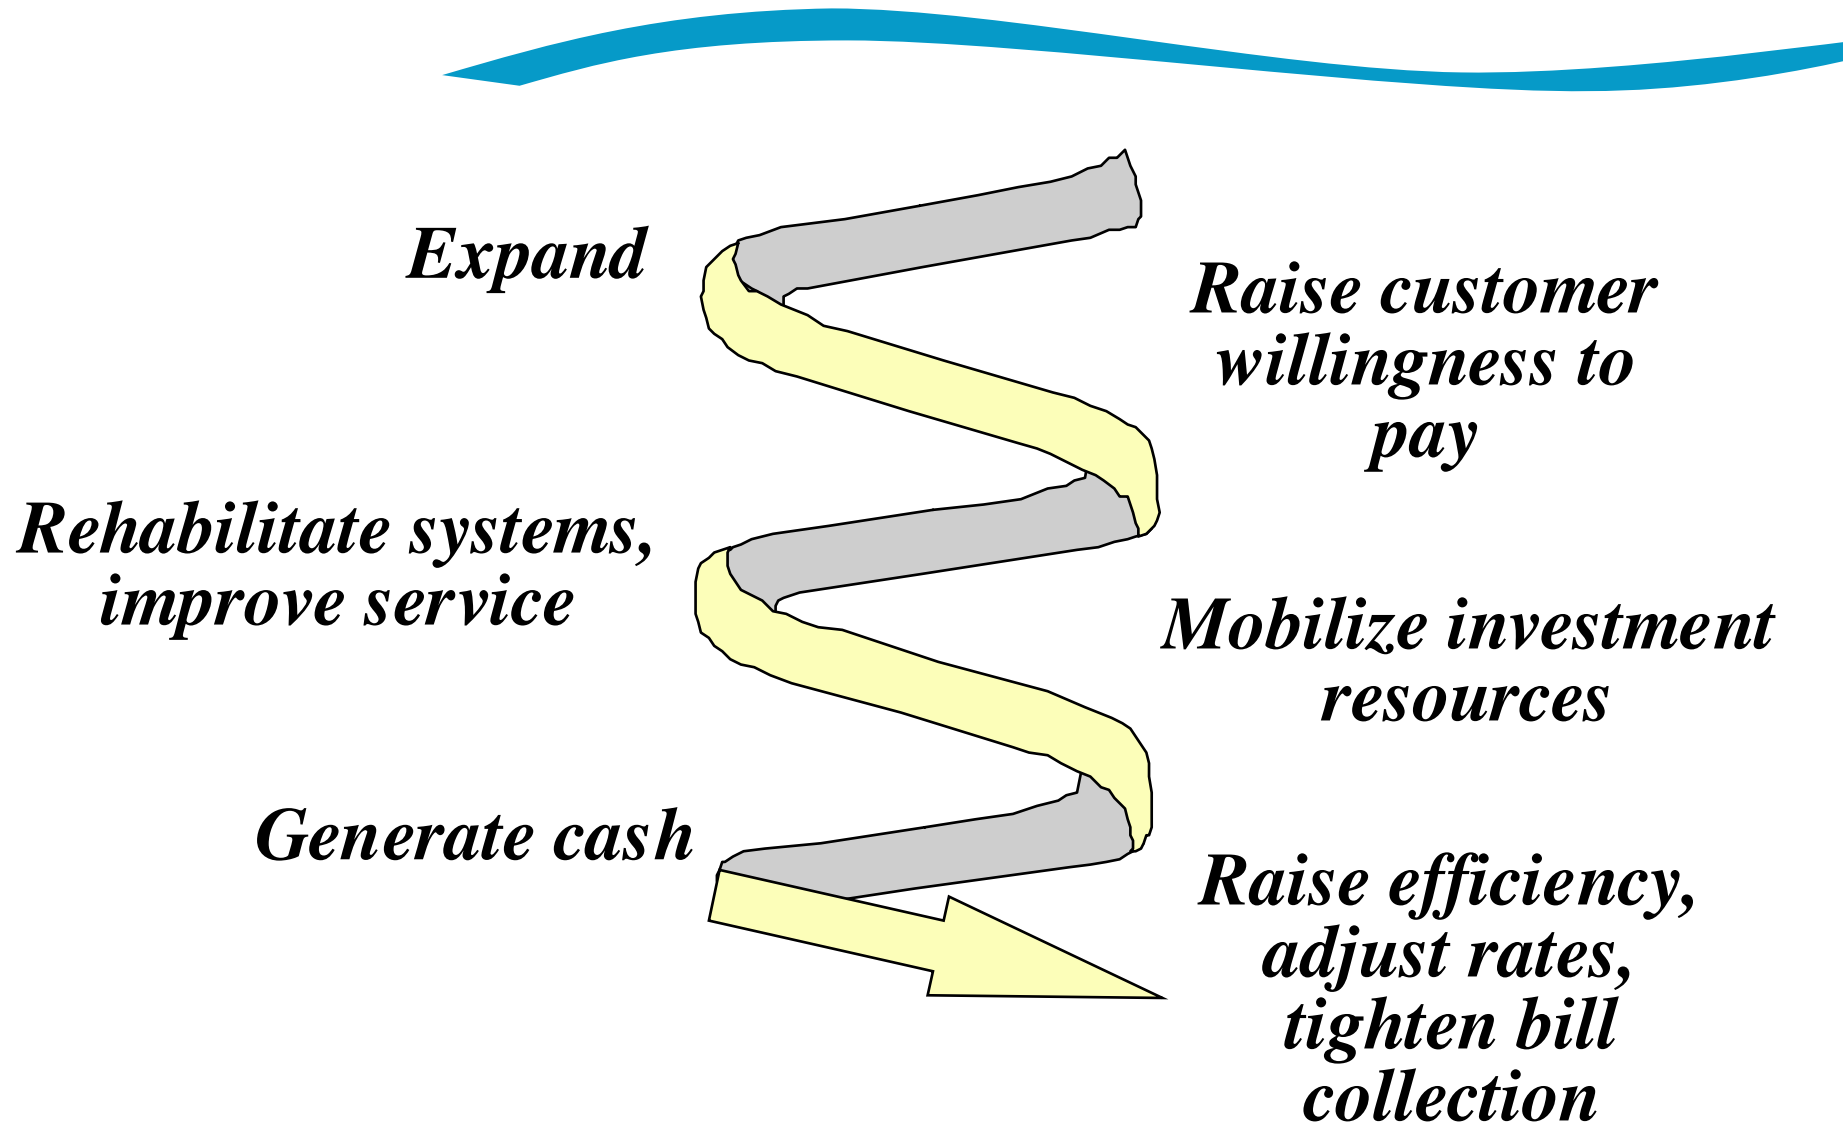 Expand
Raise customer
willingness to
pay
Rehabilitate systems,
improve service
Mobilize investment
resources
Generate cash
Raise efficiency,
adjust rates,
tighten bill
collection